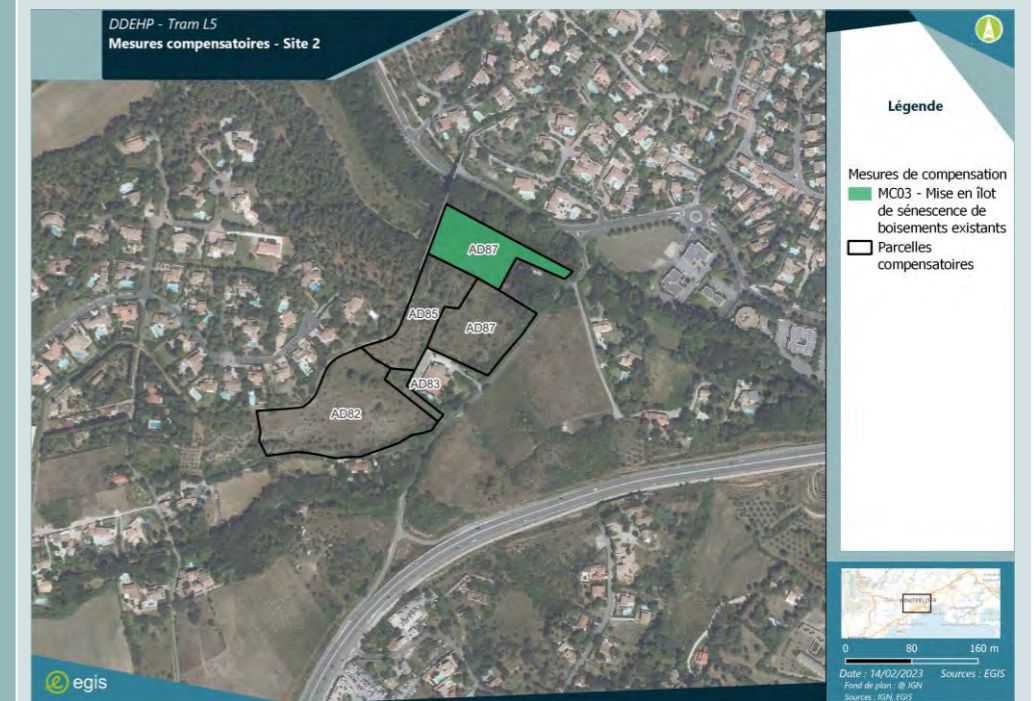 DDEHP - Tram L5
Mesures compensatoires - Site 2
Légende
Mesures de compensation
MC03 - Mise en îlot
de sénescence de
boisements existants
Parcelles
compensatoires
AD87
AD85
AD87
AD83
AD82
MONTPELLIER
0 80 160 m
Date : 14/02/2023 Sources : EGIS
Fond de plan : @ IGN
Sources : IGN, EGIS
egis